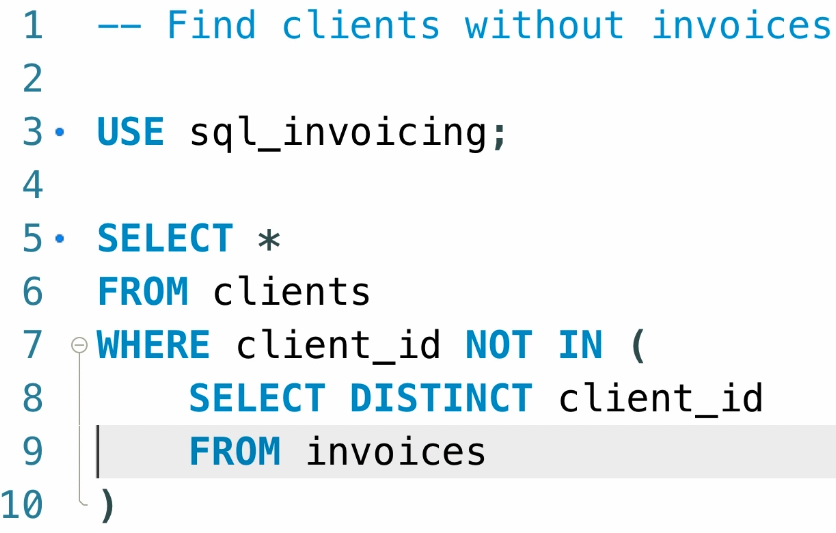 1 -- Find clients without invoices
2
3 USE sql_invoicing;
4
5 SELECT *
6 FROM clients
7 WHERE client_id NOT IN (
8 SELECT DISTINCT client_id
9 FROM invoices
10 )